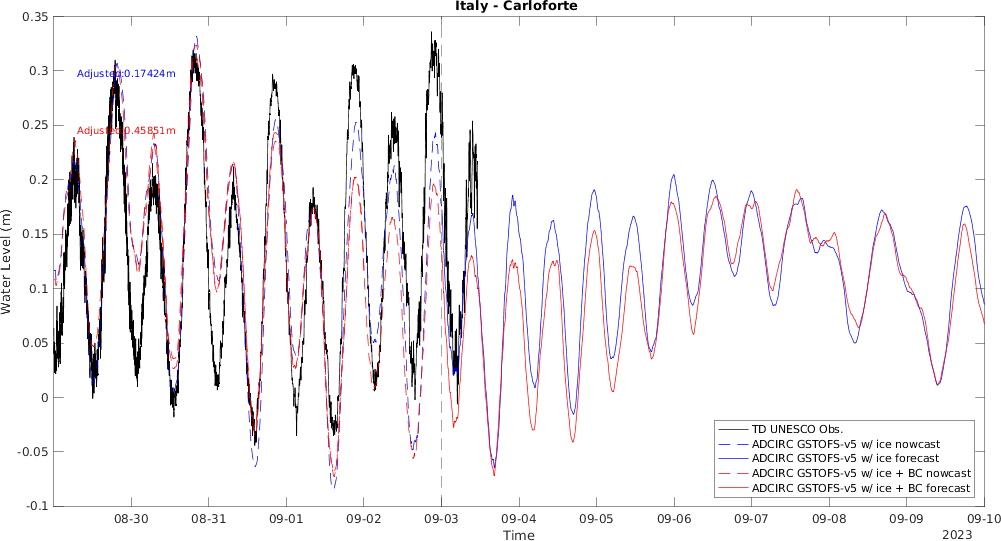 Italy - Carloforte
0.35
0.3
0.25
0.2
0.15
0.1
0.05
0
-0.05
-0.1
Water Level (m)
Adjusted:0.17424m
Adjusted:0.45851m
TD UNESCO Obs.
ADCIRC GSTOFS-v5 w/ ice nowcast
ADCIRC GSTOFS-v5 w/ ice forecast
ADCIRC GSTOFS-v5 w/ ice + BC nowcast
ADCIRC GSTOFS-v5 w/ ice + BC forecast
08-30 08-31 09-01 09-02 09-03 09-04 09-05 09-06 09-07 09-08 09-09 09-10
Time
2023